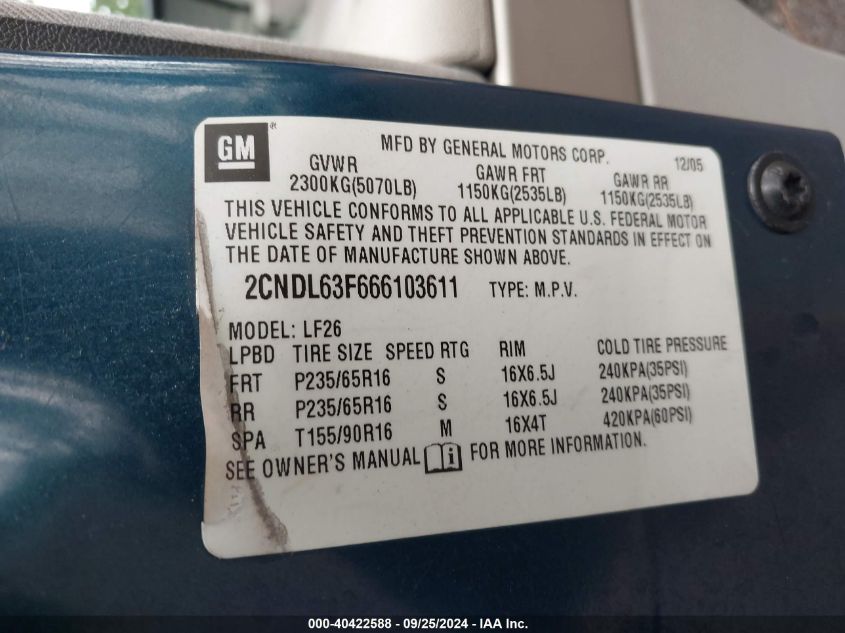 GM ®
MFD BY GENERAL MOTORS CORP. 12/05
GVWR GAWR FRT GAWR RR
2300KG(5070LB) 1150KG(2535LB) 1150KG(2535LB)
THIS VEHICLE CONFORMS TO ALL APPLICABLE U.S. FEDERAL MOTOR
VEHICLE SAFETY AND THEFT PREVENTION STANDARDS IN EFFECT ON
THE DATE OF MANUFACTURE SHOWN ABOVE.
2CNDL63F666103611 TYPE: M.P.V.
MODEL: LF26
LPBD TIRE SIZE SPEED RTG RIM COLD TIRE PRESSURE
FRT P235/65R16 S 16X6.5J 240KPA(35PSI)
RR P235/65R16 S 16X6.5J 240KPA(35PSI)
SPA T155/90R16 M 16X4T 420KPA(60PSI)
SEE OWNER'S MANUAL i FOR MORE INFORMATION.
000-40422588 - 09/25/2024 - IAA Inc.